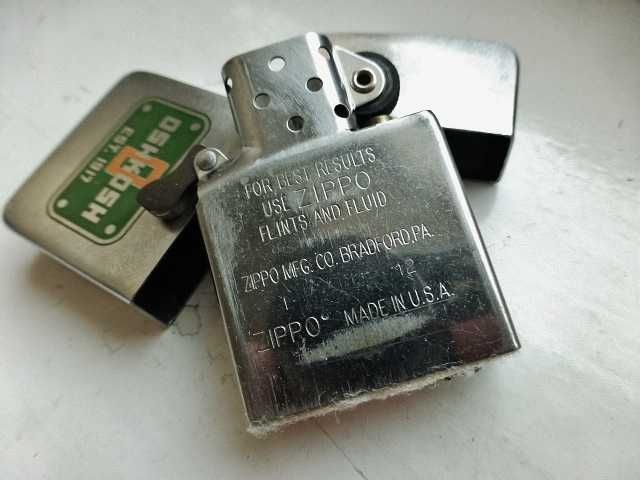 OSHKOSH
EST. 1917
FOR BEST RESULTS
USE ZIPPO
FLINTS AND FLUID
ZIPPO MFG. CO. BRADFORD, PA.
I 12
ZIPPO® MADE IN U.S.A.